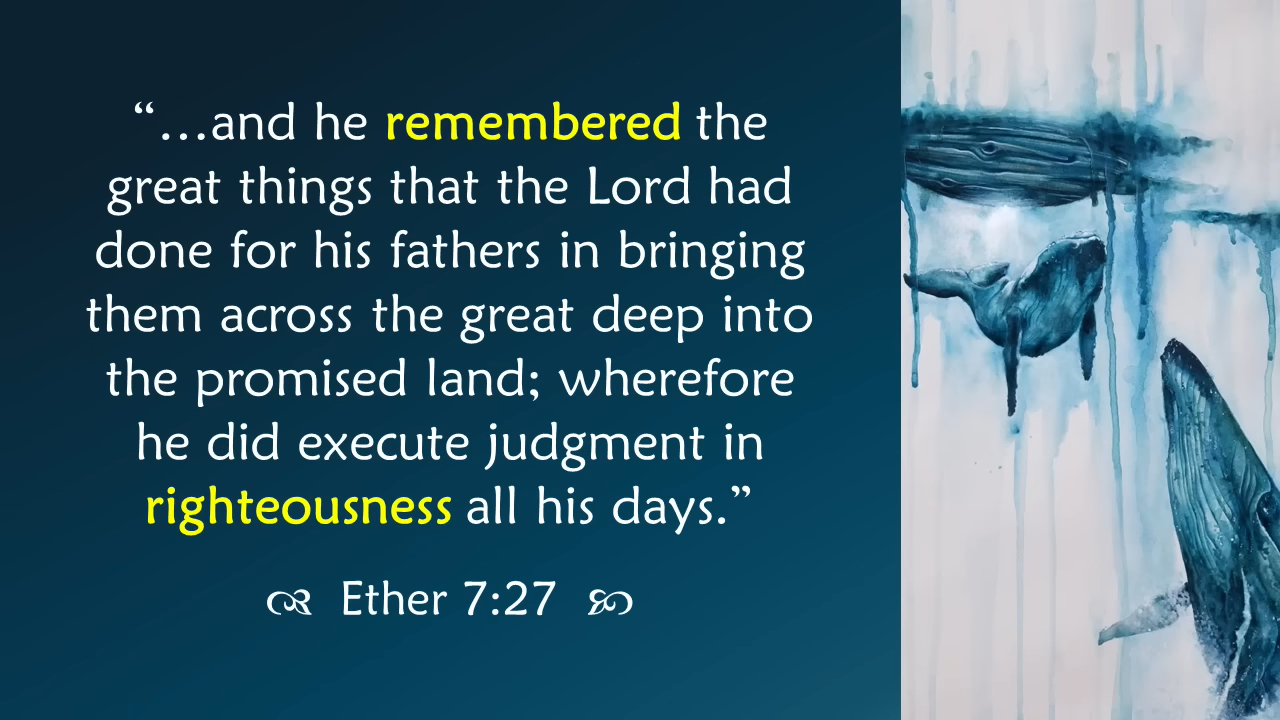 “…and he remembered the
great things that the Lord had
done for his fathers in bringing
them across the great deep into
the promised land; wherefore
he did execute judgment in
righteousness all his days.”
Ether 7:27